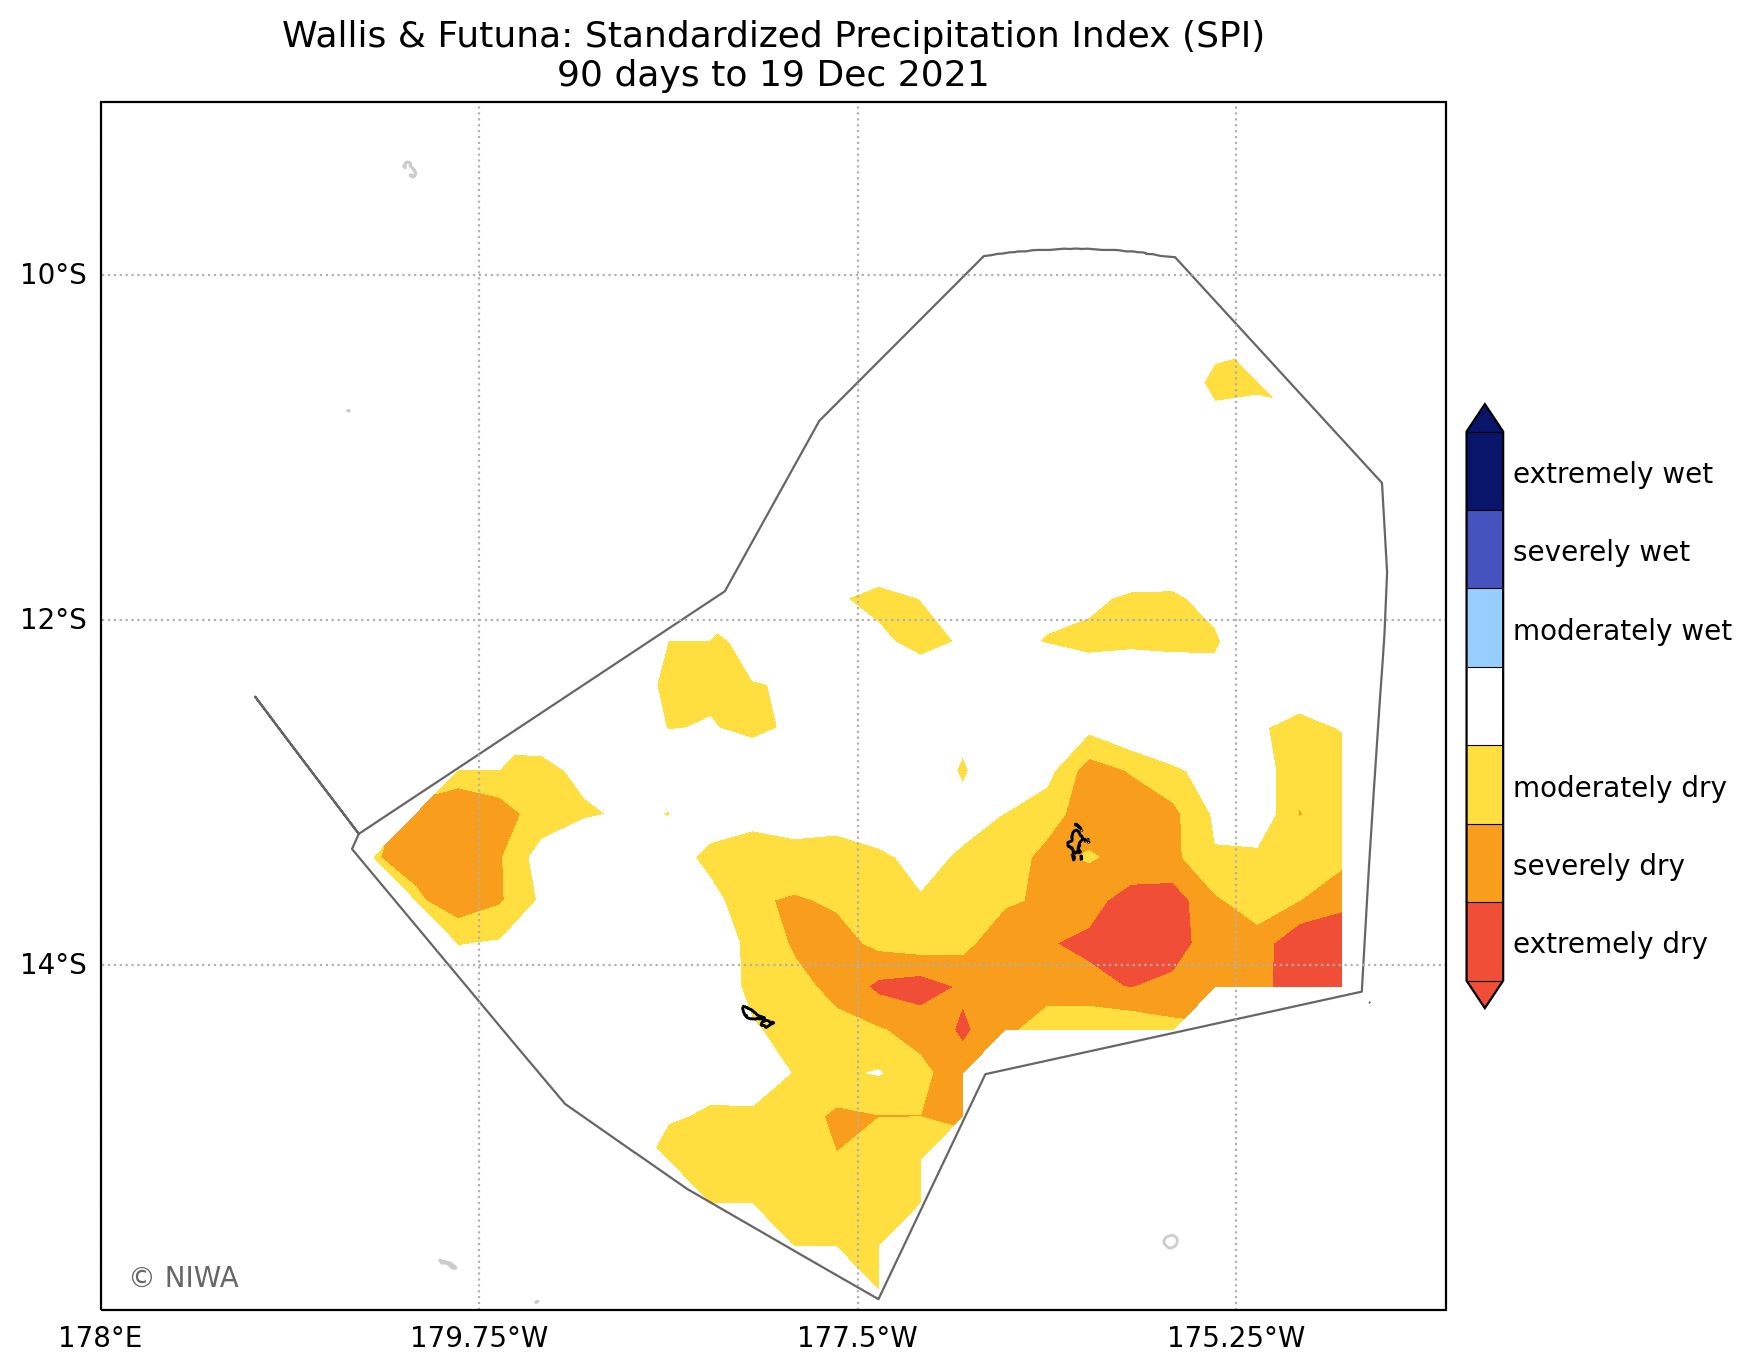 Wallis & Futuna: Standardized Precipitation Index (SPI)
90 days to 19 Dec 2021
10°S
12°S
14°S
178°E
179.75°W
177.5°W
175.25°W
extremely wet
severely wet
moderately wet
moderately dry
severely dry
extremely dry
© NIWA